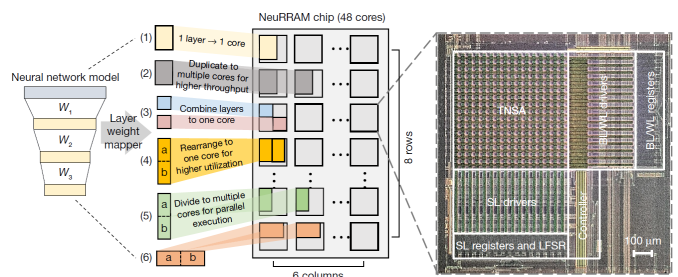 NeuRRAM chip (48 cores)
(1)
1 layer → 1 core
(2)
Duplicate to
multiple cores for
higher throughput
Neural network model
W1
W2
W3
Layer
weight
mapper
(3)
Combine layers
to one core
(4)
a
b
Rearrange to
one core for
higher utilization
(5)
a
b
Divide to multiple
cores for parallel
execution
(6)
a
b
8 rows
6 columns
TNSA
BL/WL drivers
BL/WL registers
SL drivers
Controller
SL registers and LFSR
100 μm